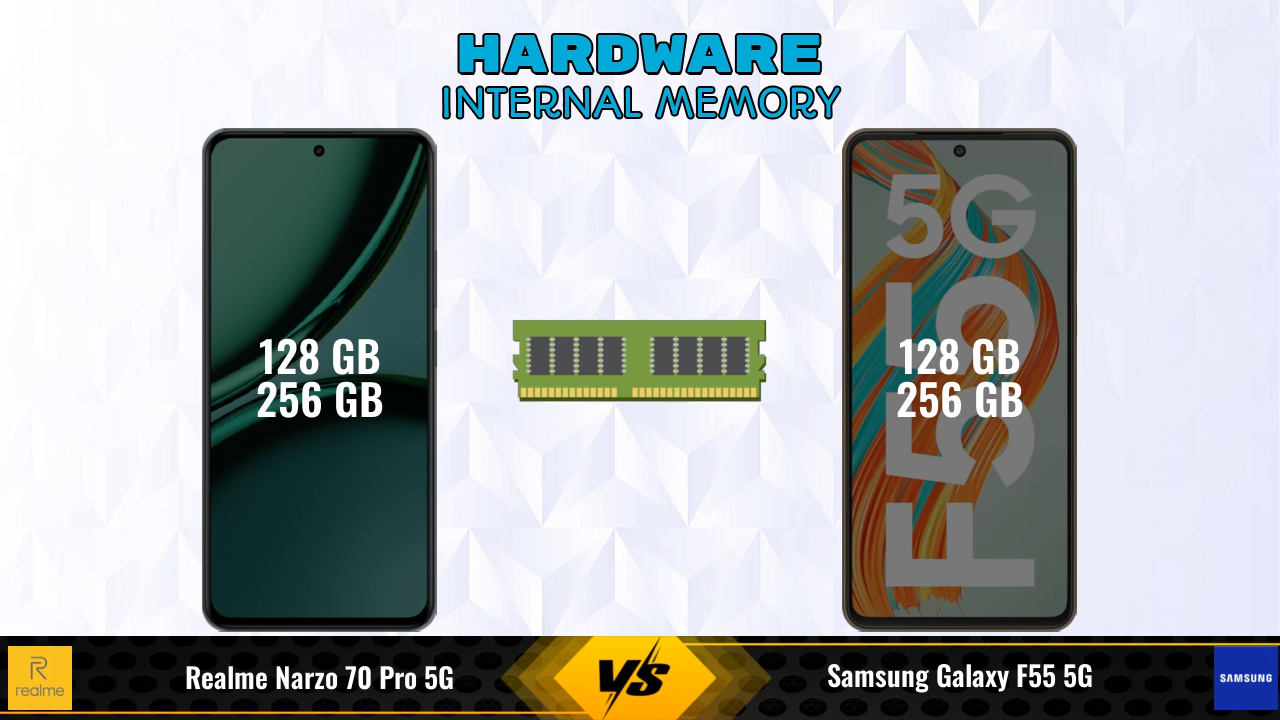 HARDWARE
INTERNAL MEMORY
128 GB
256 GB
5G
F55
128 GB
256 GB
R
realme
Realme Narzo 70 Pro 5G
VS
Samsung Galaxy F55 5G
SAMSUNG